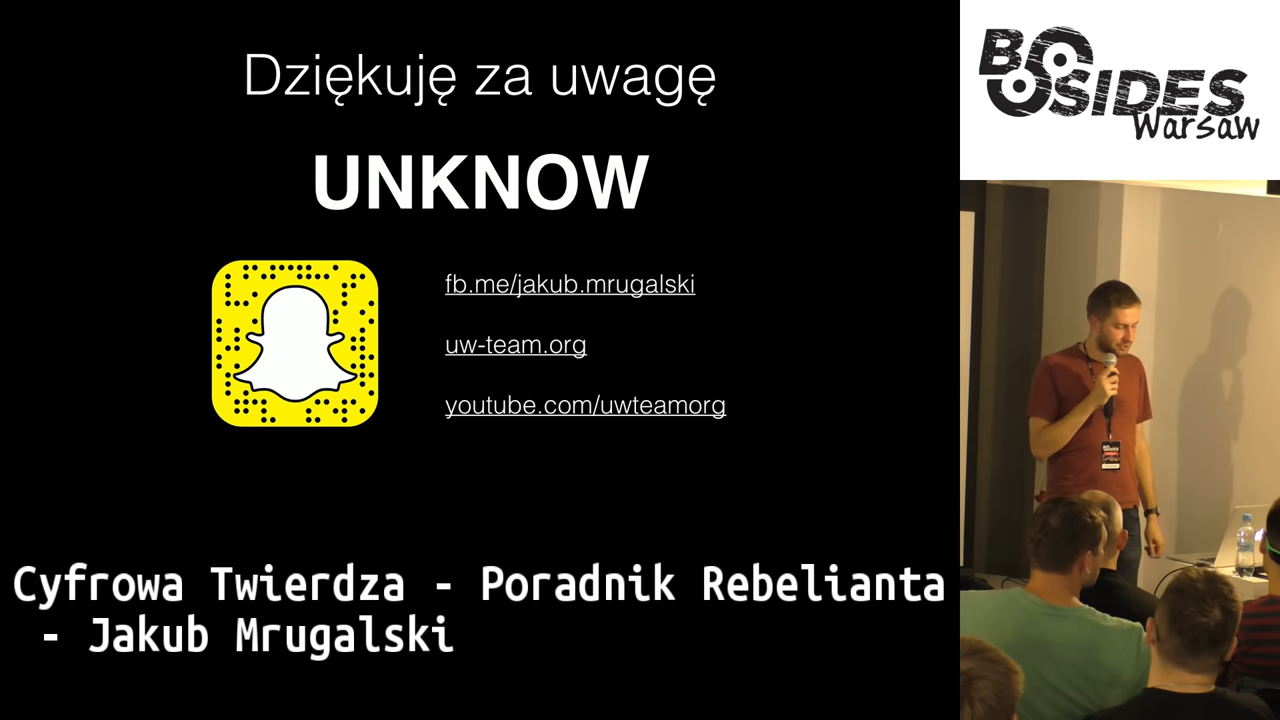 Dziękuję za uwagę
UNKNOW
fb.me/jakub.mrugalski
uw-team.org
youtube.com/uwteamorg
Cyfrowa Twierdza - Poradnik Rebelianta
- Jakub Mrugalski
BSIDES
Warsaw